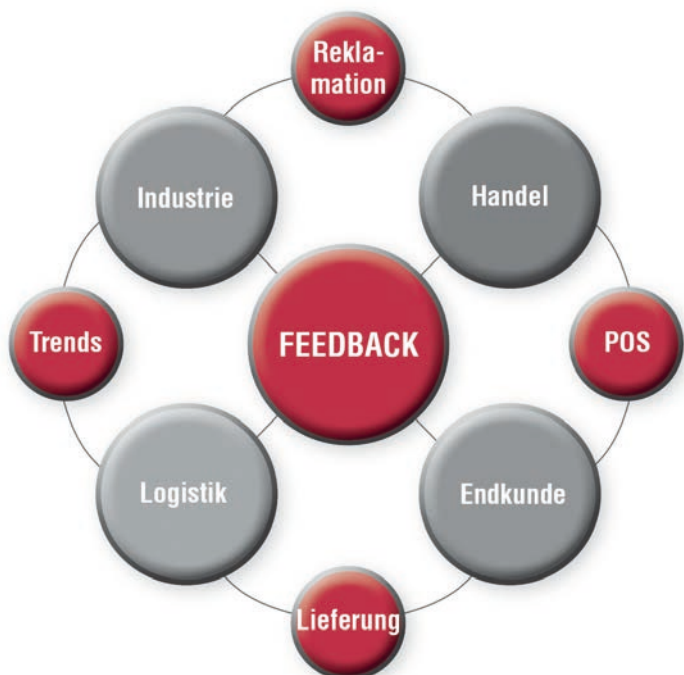 Rekla-
mation
Industrie
Handel
Trends
FEEDBACK
POS
Logistik
Endkunde
Lieferung